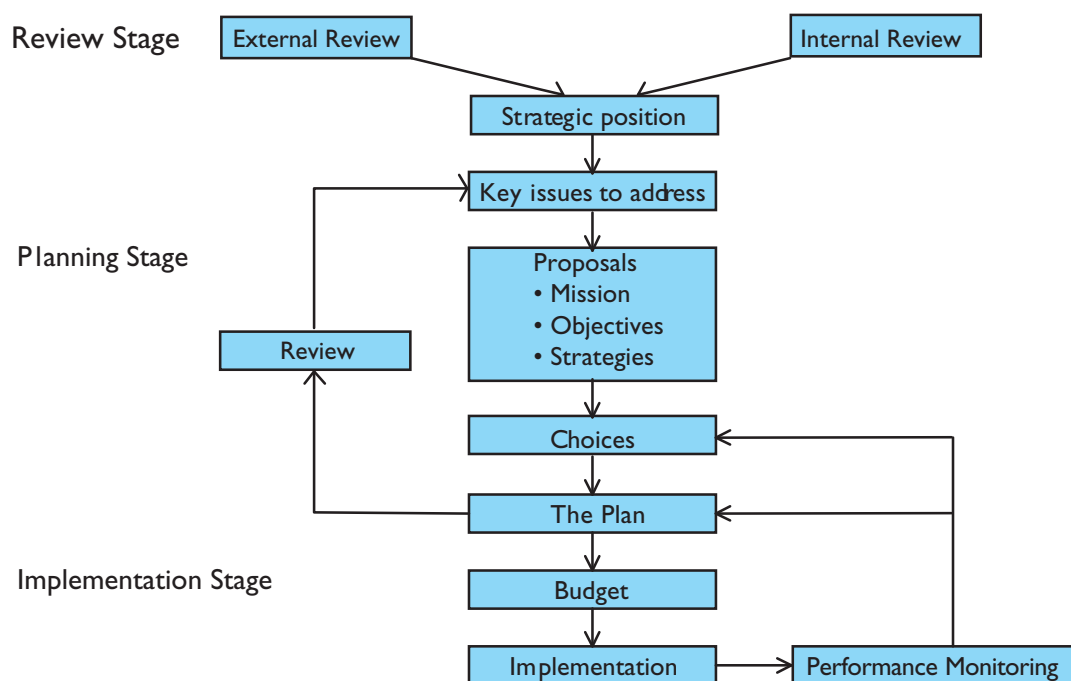 Review Stage
External Review
Internal Review
Strategic position
Key issues to address
Planning Stage
Proposals
• Mission
• Objectives
• Strategies
Review
Choices
The Plan
Implementation Stage
Budget
Implementation
Performance Monitoring